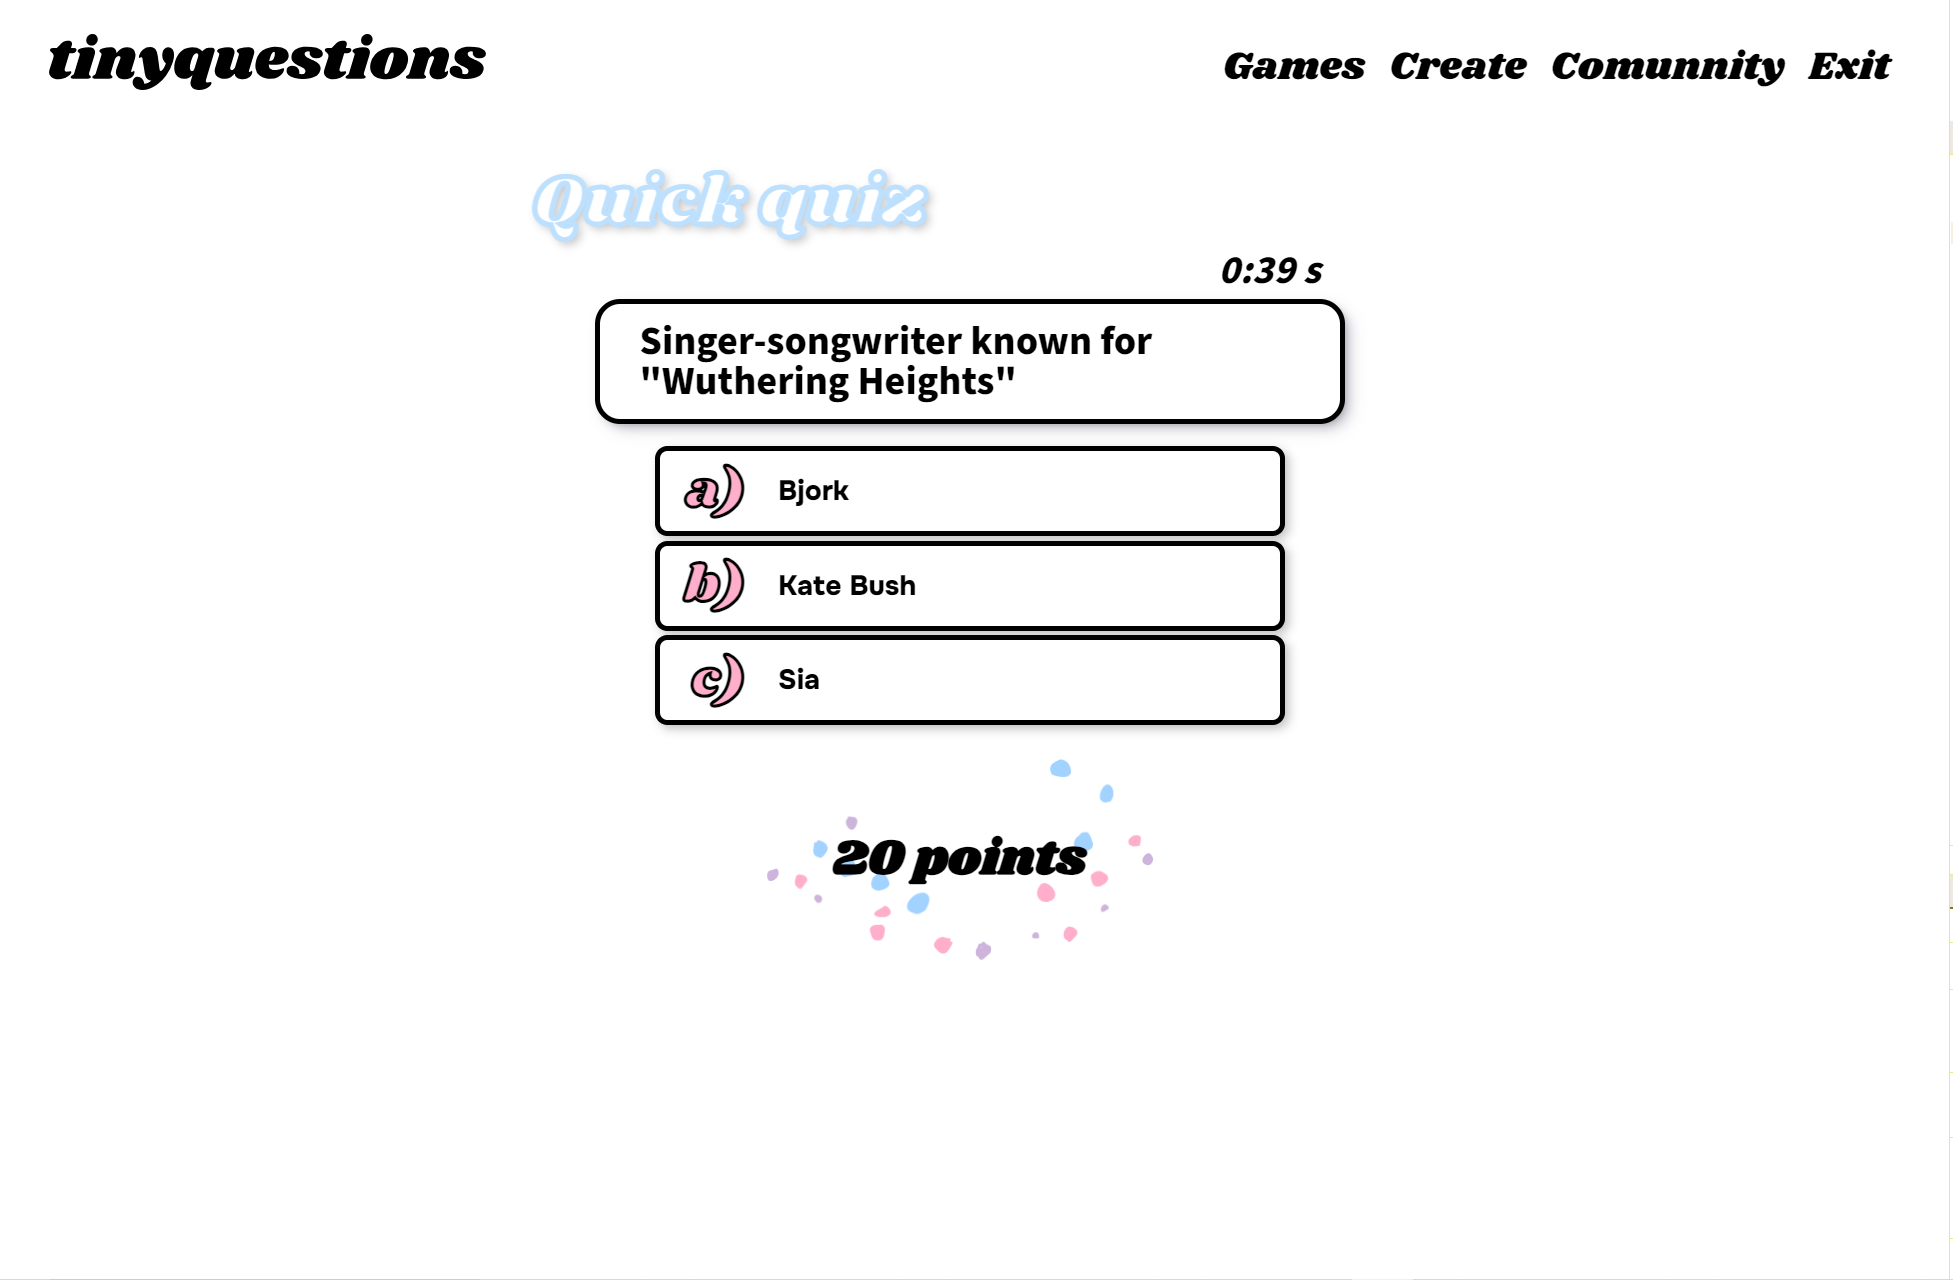 tinyquestions
Games Create Comunnity Exit
Quick quiz
0:39 s
Singer-songwriter known for
"Wuthering Heights"
a) Bjork
b) Kate Bush
c) Sia
20 points